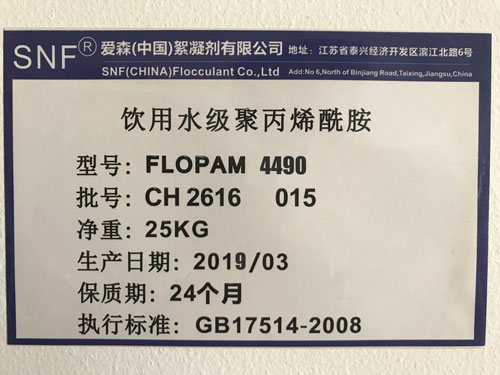 SNF® 爱森(中国)絮凝剂有限公司 地址：江苏省泰兴经济开发区滨江北路6号
SNF(CHINA)Flocculant Co.,Ltd Add:No 6,North of Binjiang Road,Taixing,Jiangsu,China
饮用水级聚丙烯酰胺
型号：FLOPAM 4490
批号：CH 2616 015
净重：25KG
生产日期：2019/03
保质期：24个月
执行标准：GB17514-2008